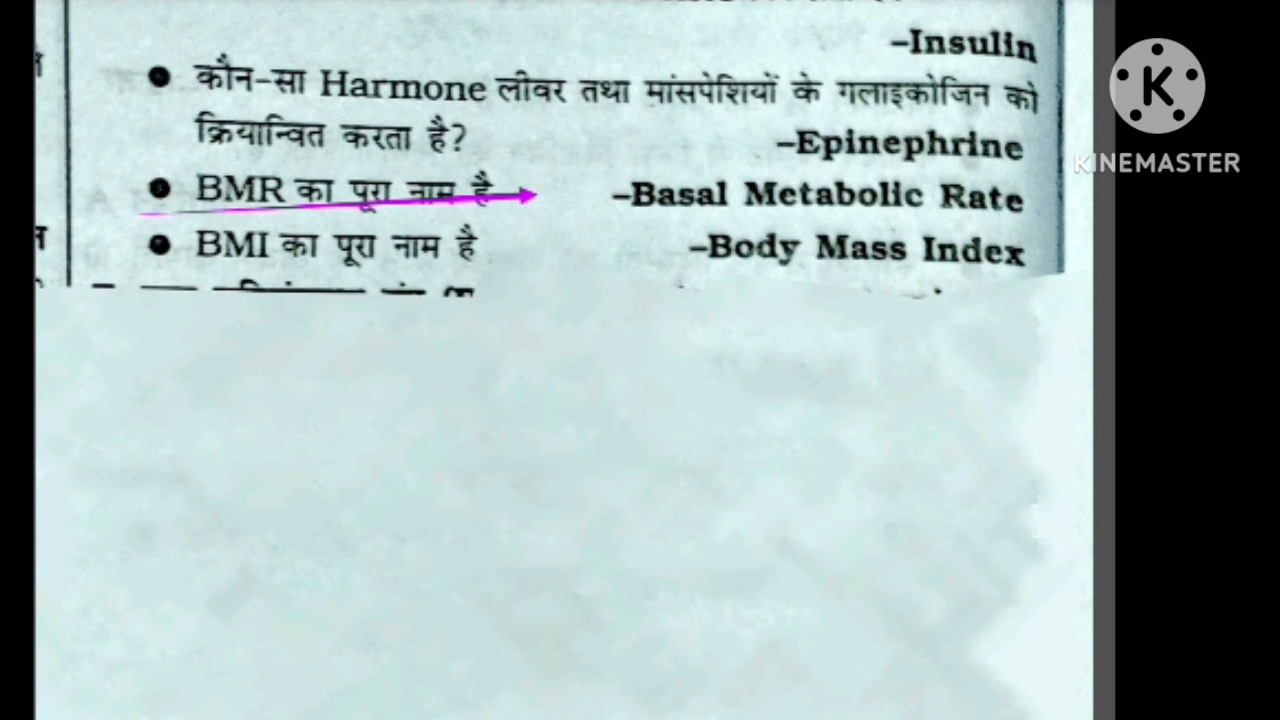 –Insulin
● कौन-सा Harmone लीवर तथा मांसपेशियों के गलाइकोजिन को
क्रियान्वित करता है? –Epinephrine
● BMR का पूरा नाम है –Basal Metabolic Rate
● BMI का पूरा नाम है –Body Mass Index
K
KINEMASTER